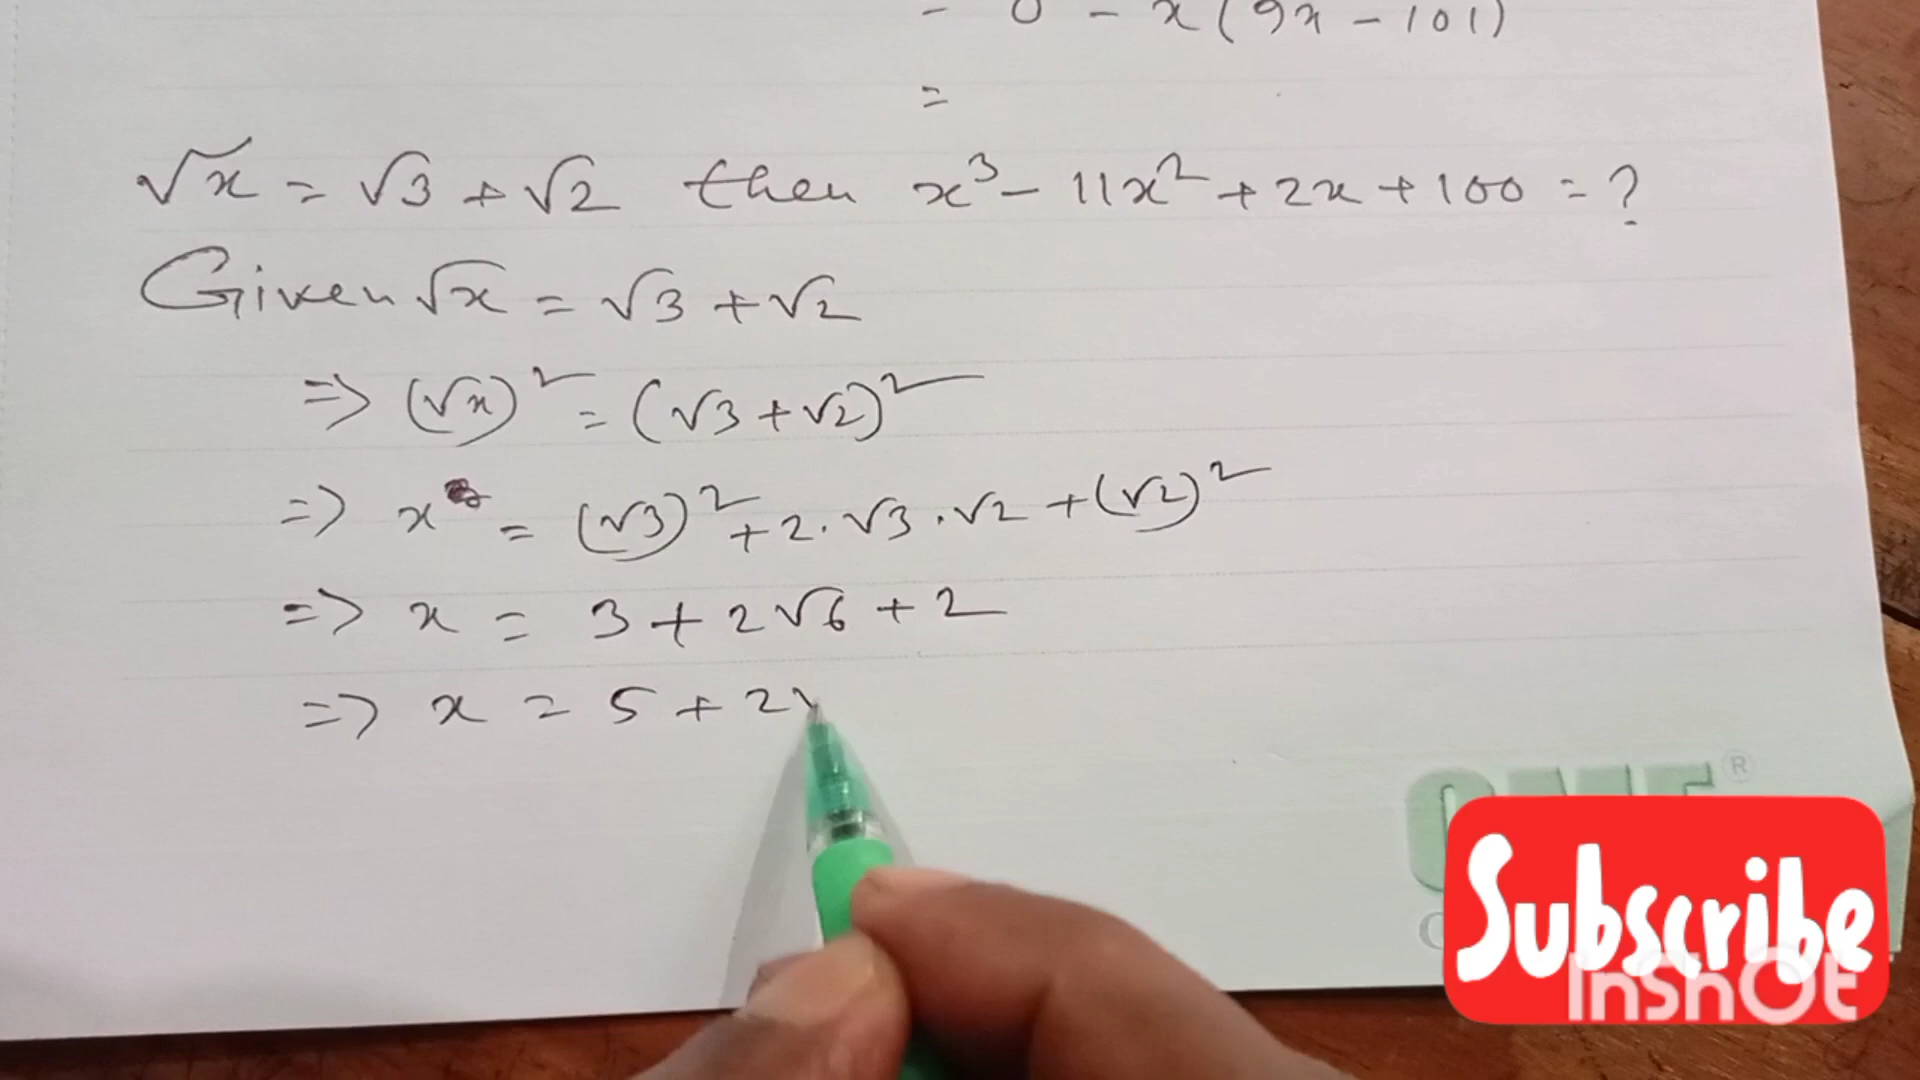 = 0 - x(9x - 101)
=
√x = √3 + √2 then x³ - 11x² + 2x + 100 = ?
Given √x = √3 + √2
=> (√x)² = (√3 + √2)²
=> x = (√3)² + 2.√3.√2 + (√2)²
=> x = 3 + 2√6 + 2
=> x = 5 + 2√
®
Subscribe
InShOt